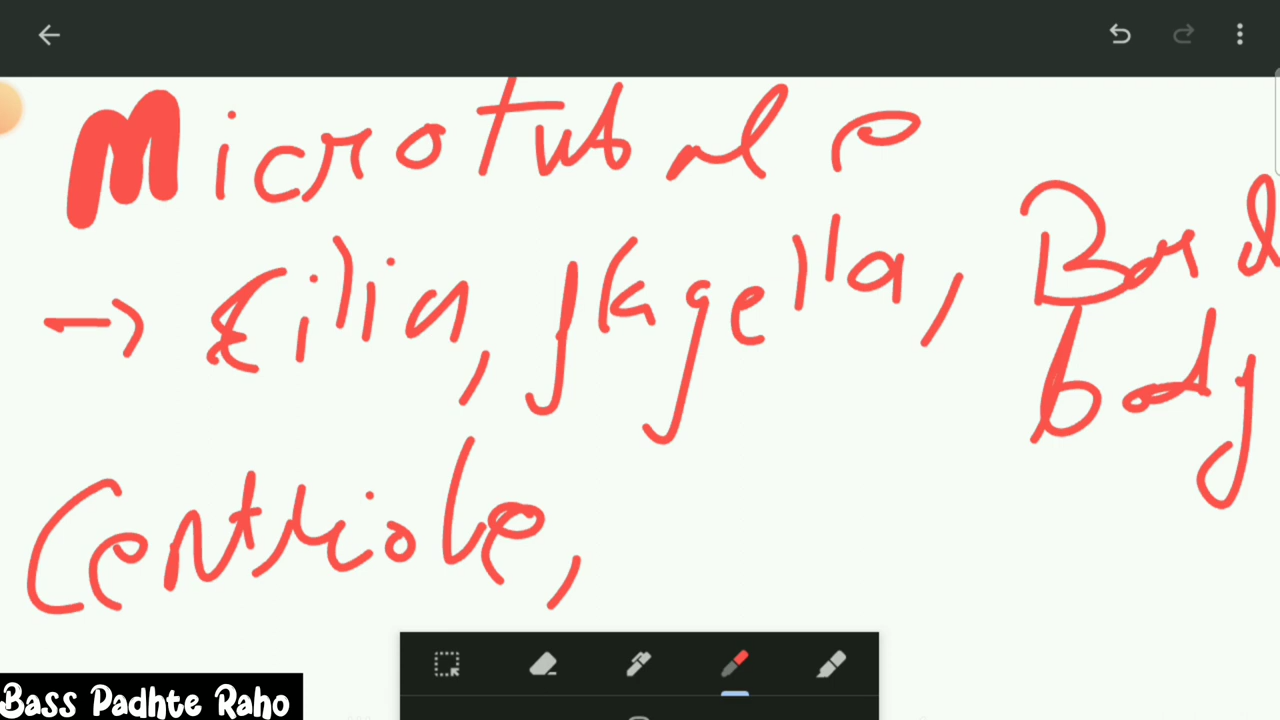 Microtubule
→ Cilia, flagella, Basal
body
Centriole,
Bass Padhte Raho